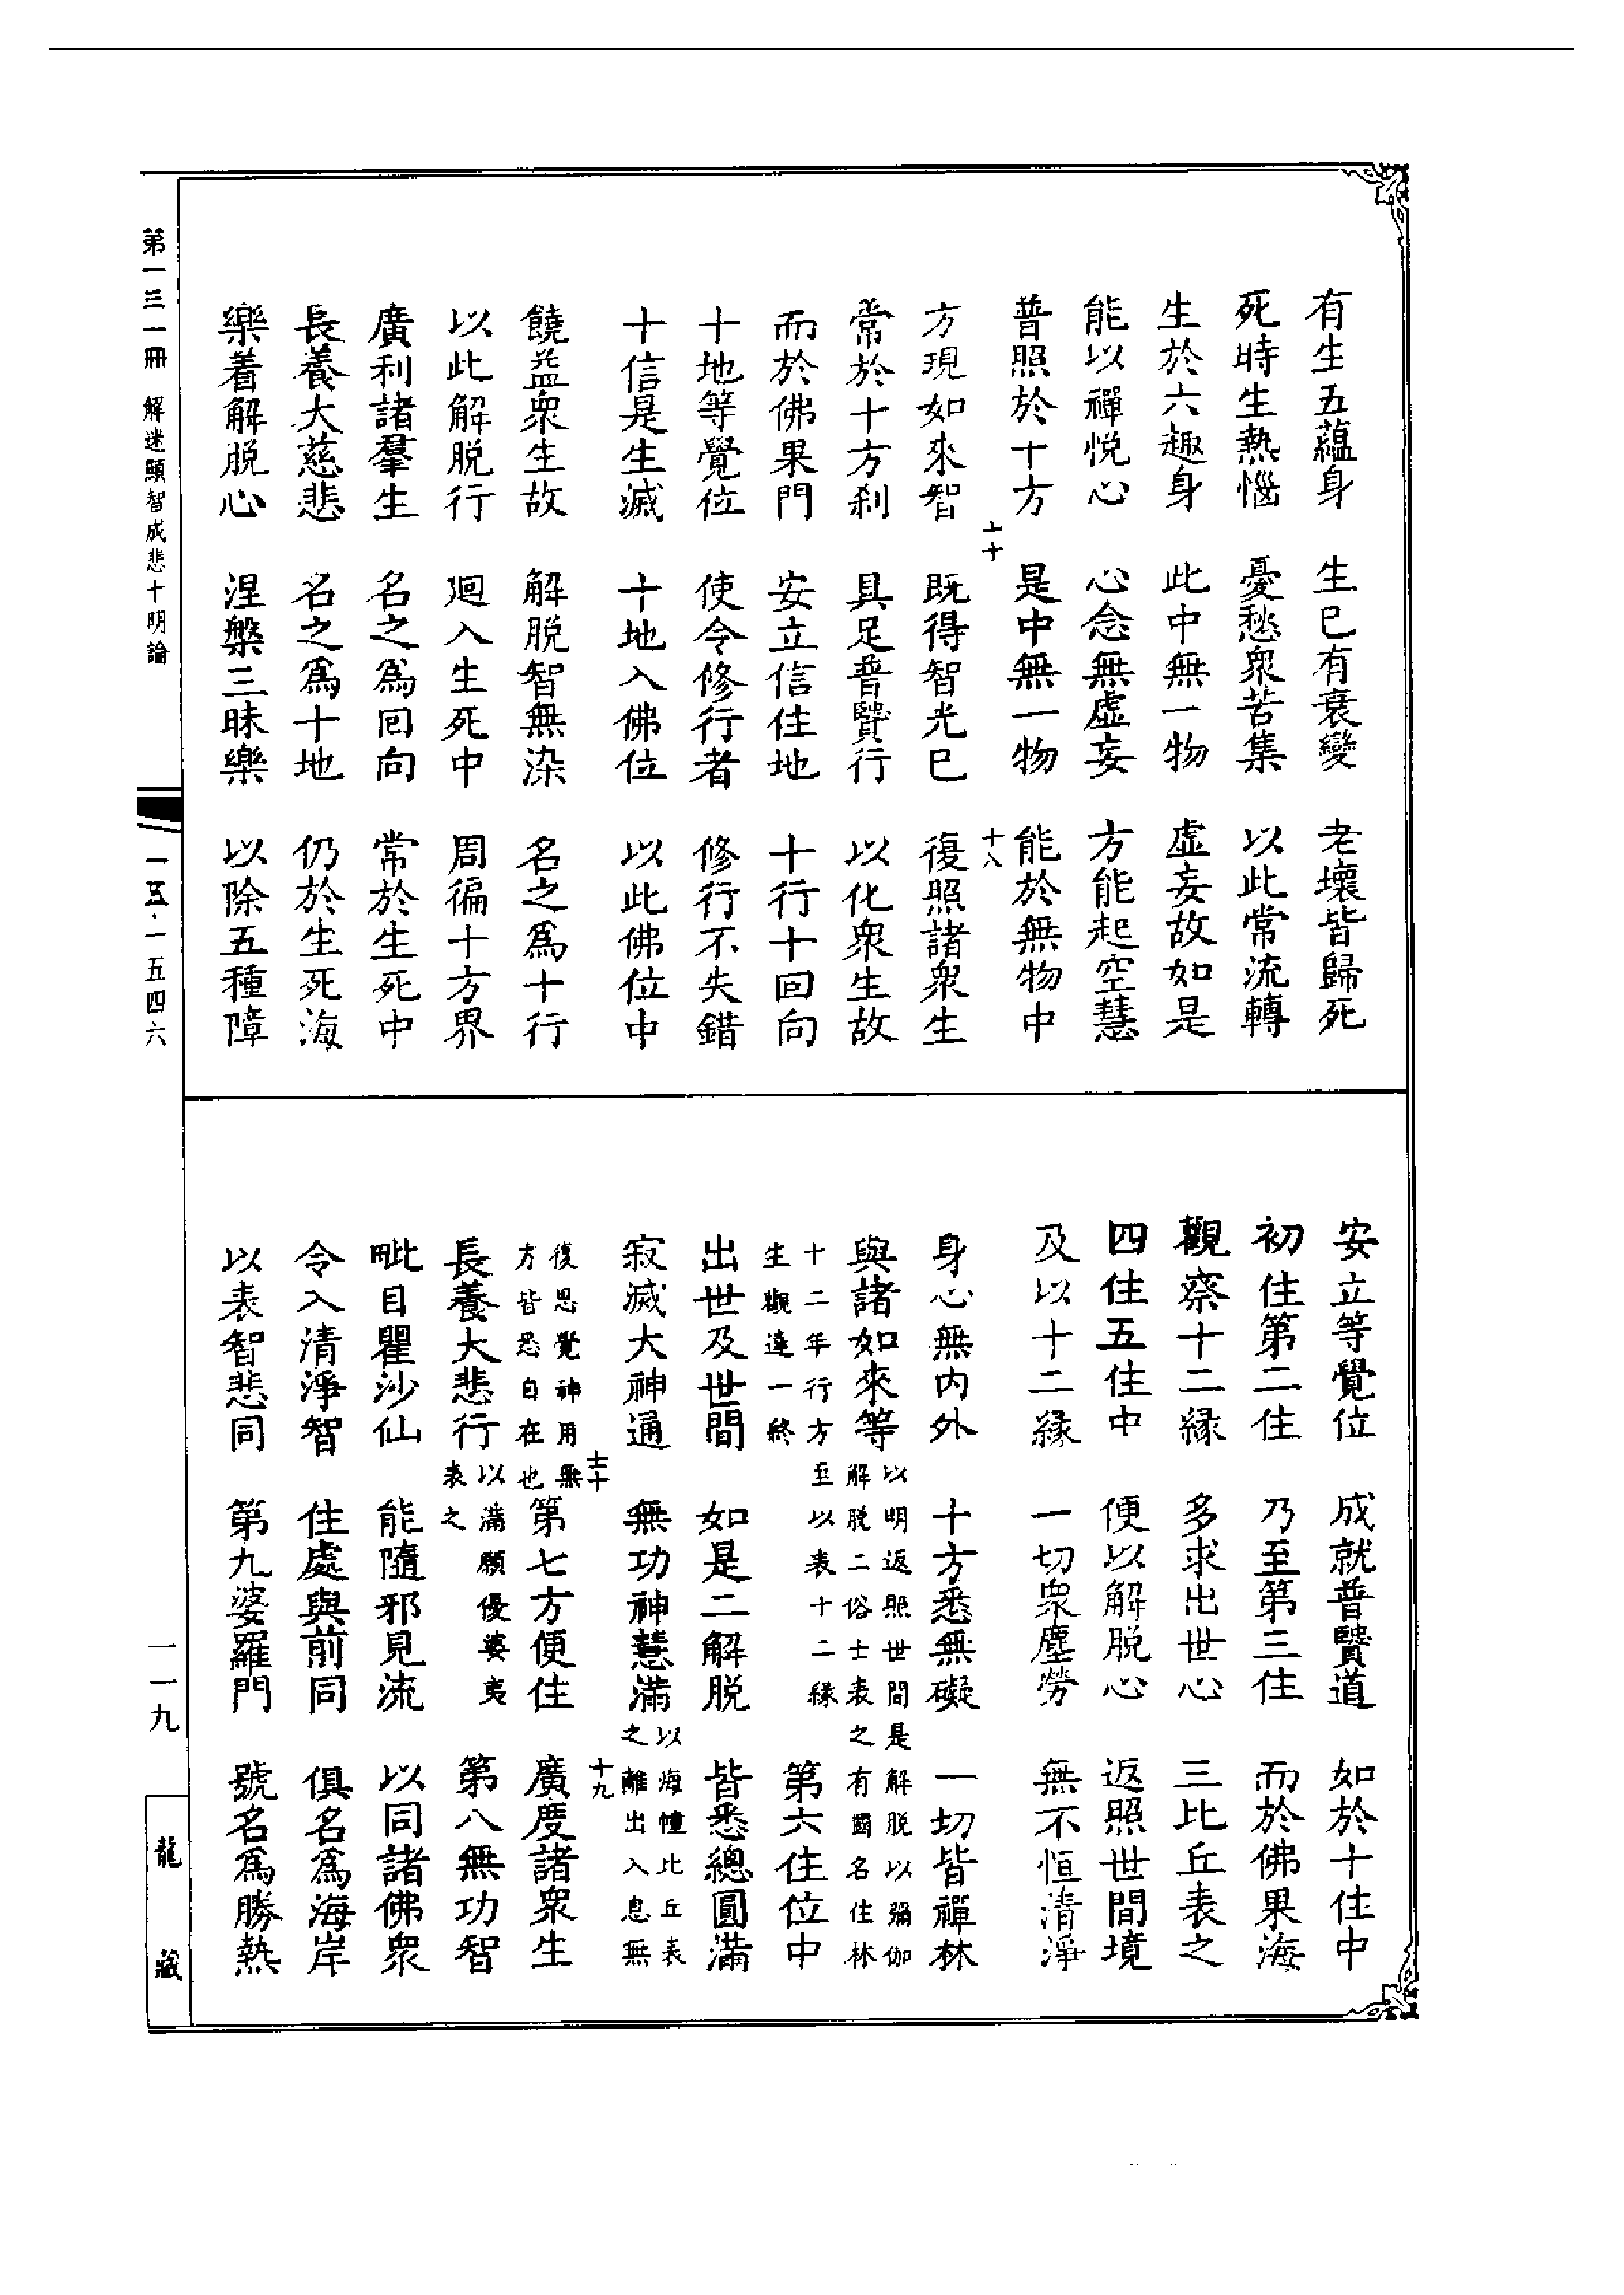 有生五蘊身　生已有衰變　老壞皆歸死
死時生熱惱　憂愁衆苦集　以此常流轉
生於六趣身　此中無一物　虛妄故如是
能以禪悅心　心念無虛妄　方能起空慧
普照於十方　是中無一物　能於無物中
十八
方現如來智　既得智光已　復照諸衆生
常於十方刹　具足普賢行　以化衆生故
而於佛果門　安立信住地　十行十回向
十地等覺位　使令修行者　修行不失錯
十信是生滅　十地入佛位　以此佛位中
饒益衆生故　解脫智無染　名之爲十行
以此解脫行　廻入生死中　周徧十方界
廣利諸羣生　名之爲回向　常於生死中
長養大慈悲　名之爲十地　仍於生死海
樂着解脫心　涅槃三昧樂　以除五種障
安立等覺位　成就普賢道　如於十住中
初住第二住　乃至第三住　而於佛果海
觀察十二緣　多求出世心　三比丘表之
四住五住中　便以解脫心　返照世間境
及以十二緣　一切衆塵勞　無不恒清淨
身心無內外　十方悉無礙　一切皆禪林
與諸如來等　以明返照世間是解脫以彌伽
解脫二俗士表之有國名住林
十二年行方至以表十二緣
生觀達一終　第六住位中
出世及世間　如是二解脫　皆悉總圓滿
寂滅大神通　無功神慧滿　以海幢比丘表
之離出入息無
十九
復思覺神用無
方皆悉自在也　第七方便住　廣度諸衆生
長養大悲行　以滿願優婆夷
表之　第八無功智
毗目瞿沙仙　能隨邪見流　以同諸佛衆
令入清淨智　住處與前同　俱名爲海岸
以表智悲同　第九婆羅門　號名爲勝熱
第一三一冊　解迷顯智成悲十明論
一五·一五四六
一一九
龍藏